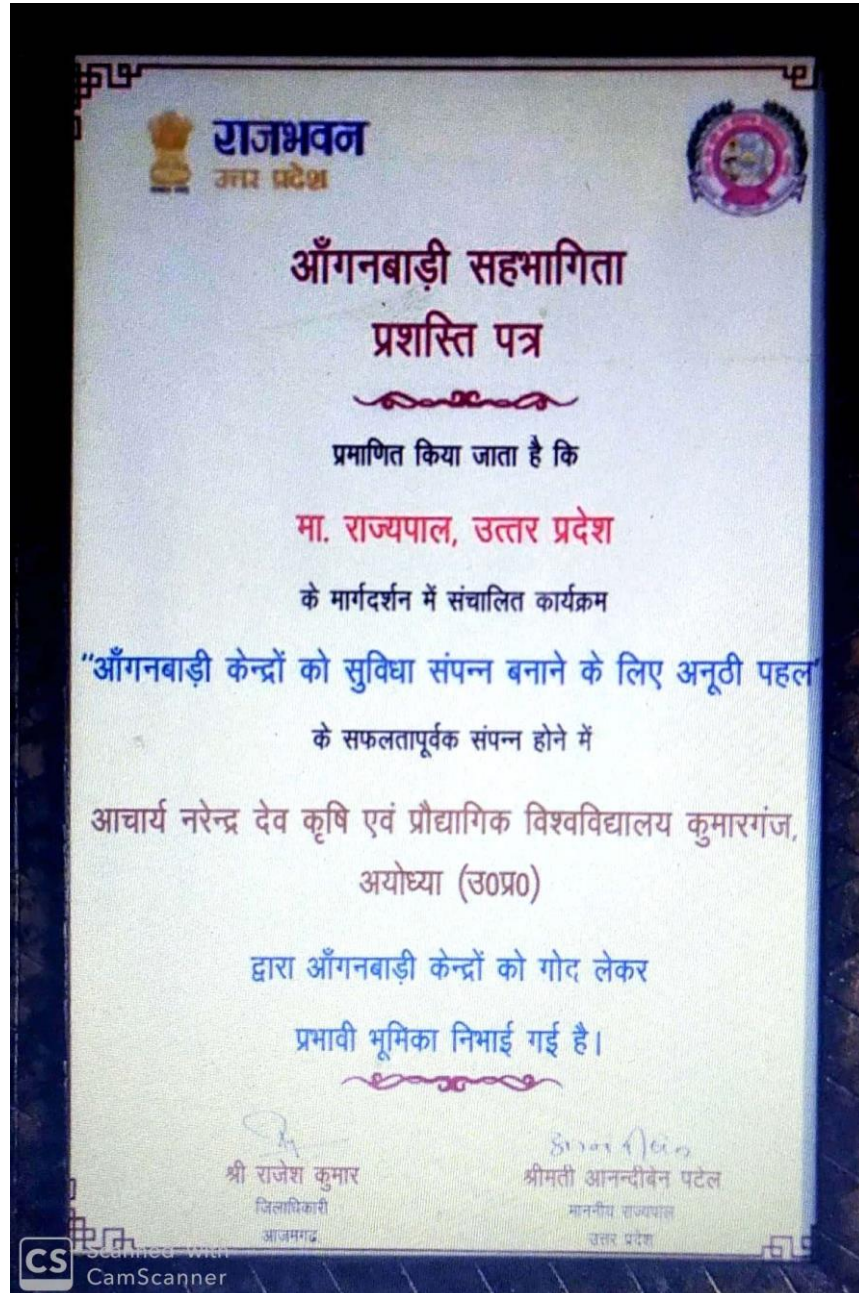 राजभवन
उत्तर प्रदेश
आँगनबाड़ी सहभागिता
प्रशस्ति पत्र
प्रमाणित किया जाता है कि
मा. राज्यपाल, उत्तर प्रदेश
के मार्गदर्शन में संचालित कार्यक्रम
"आँगनबाड़ी केन्द्रों को सुविधा संपन्न बनाने के लिए अनूठी पहल"
के सफलतापूर्वक संपन्न होने में
आचार्य नरेन्द्र देव कृषि एवं प्रौद्यागिक विश्वविद्यालय कुमारगंज,
अयोध्या (उ0प्र0)
द्वारा आँगनबाड़ी केन्द्रों को गोद लेकर
प्रभावी भूमिका निभाई गई है।
श्री राजेश कुमार
जिलाधिकारी
आजमगढ़
श्रीमती आनन्दीबेन पटेल
माननीय राज्यपाल
उत्तर प्रदेश
CS Scanned with
CamScanner